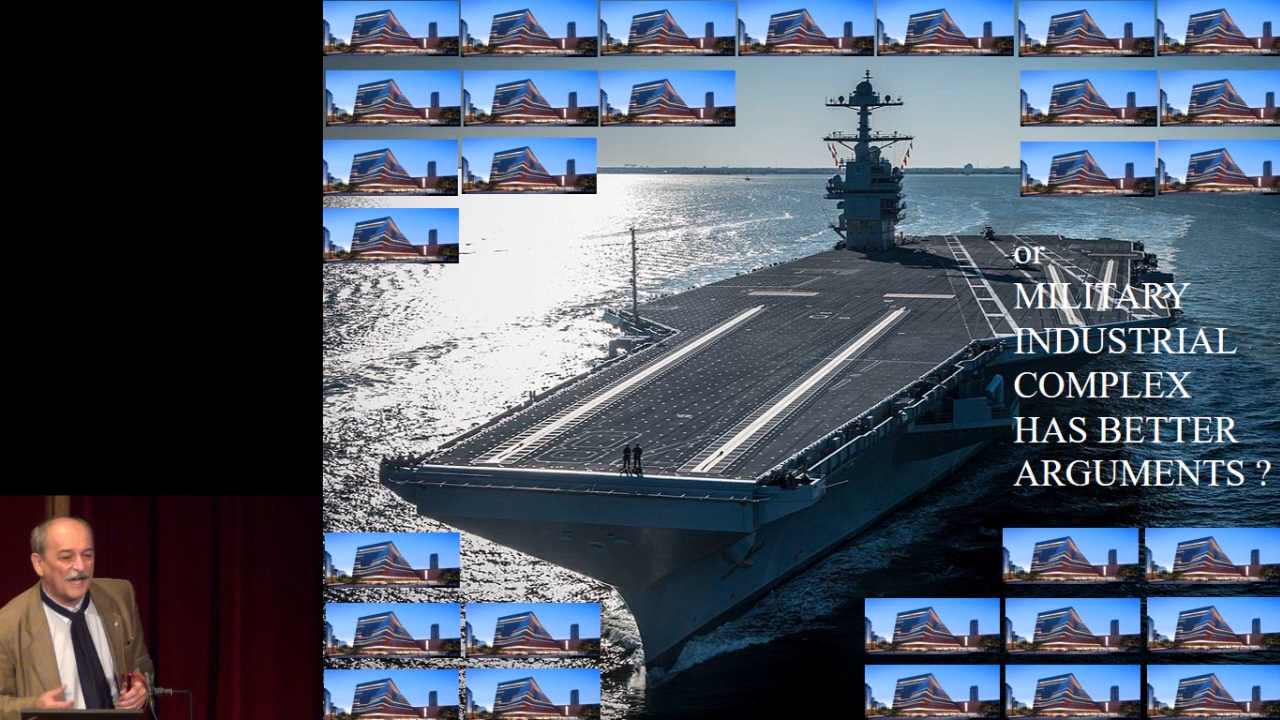 or
MILITARY
INDUSTRIAL
COMPLEX
HAS BETTER
ARGUMENTS ?